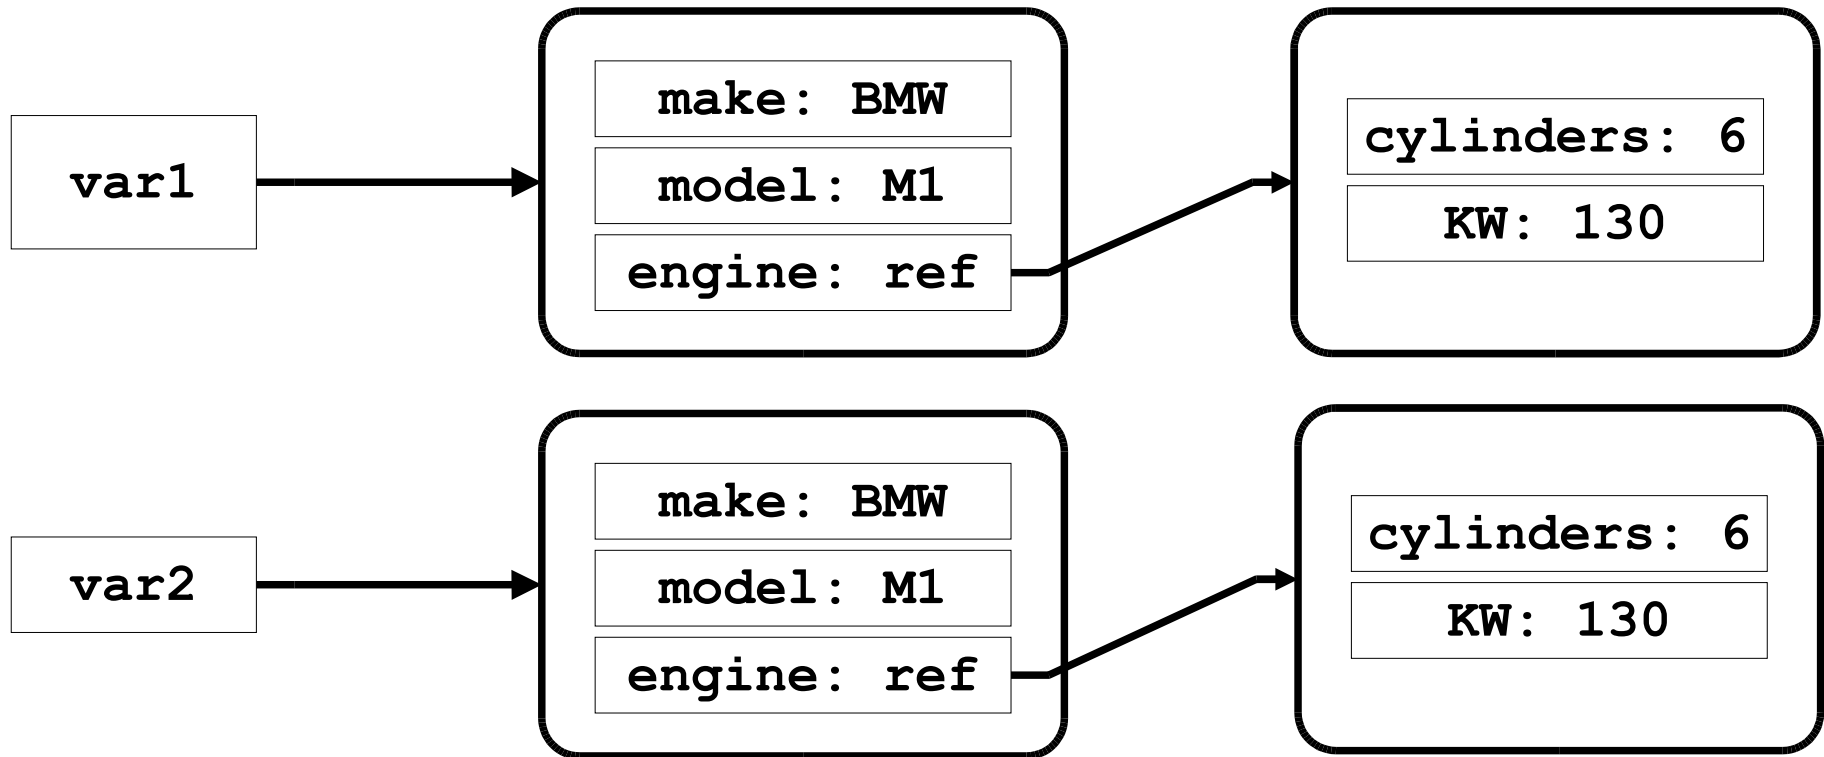 var1
make: BMW
model: M1
engine: ref
cylinders: 6
KW: 130
var2
make: BMW
model: M1
engine: ref
cylinders: 6
KW: 130